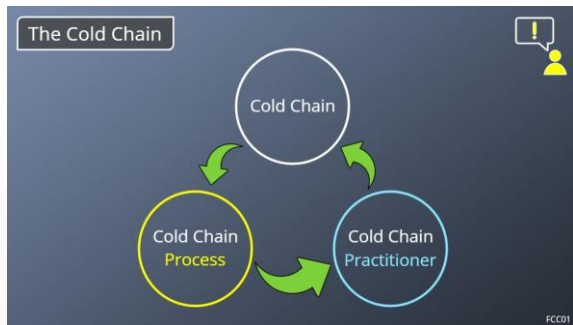 The Cold Chain
!
Cold Chain
Cold Chain
Process
Cold Chain
Practitioner
FCC01